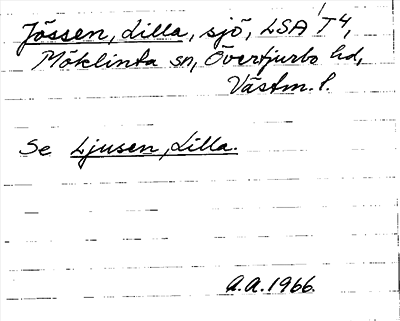 Jössen, Lilla, sjö, LSA T4,
Möklinta sn, Övertjurbo hd,
Västm. l.
Se Ljusen, Lilla.
A.A. 1966.